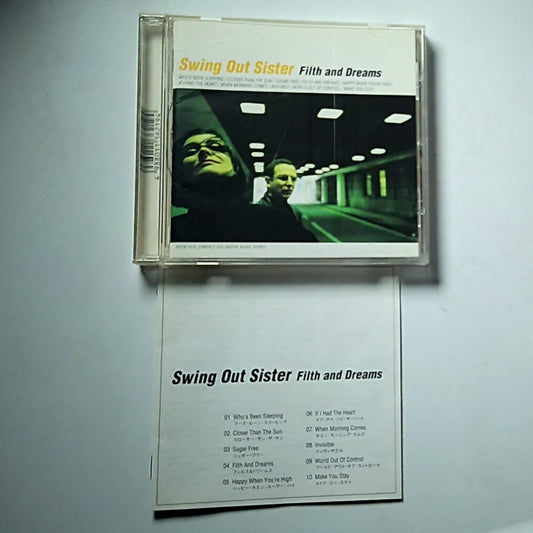 Swing Out Sister Filth and Dreams
WHO'S BEEN SLEEPING / CLOSER THAN THE SUN / SUGAR FREE / FILTH AND DREAMS / HAPPY WHEN YOU'RE HIGH
IF I HAD THE HEART / WHEN MORNING COMES / INVISIBLE / WORLD OUT OF CONTROL / MAKE YOU STAY
COMPACT DISC DIGITAL AUDIO STEREO
Swing Out Sister Filth and Dreams
01 Who's Been Sleeping
フーズ・ビーン・スリーピング
02 Closer Than The Sun
クローサー・ザン・ザ・サン
03 Sugar Free
シュガー・フリー
04 Filth And Dreams
フィルス&ドリームス
05 Happy When You're High
ハッピー・ホエン・ユーアー・ハイ
06 If I Had The Heart
イフ・アイ・ハド・ザ・ハート
07 When Morning Comes
ホエン・モーニング・カムズ
08 Invisible
インヴィジブル
09 World Out Of Control
ワールド・アウト・オブ・コントロール
10 Make You Stay
メイク・ユー・ステイ